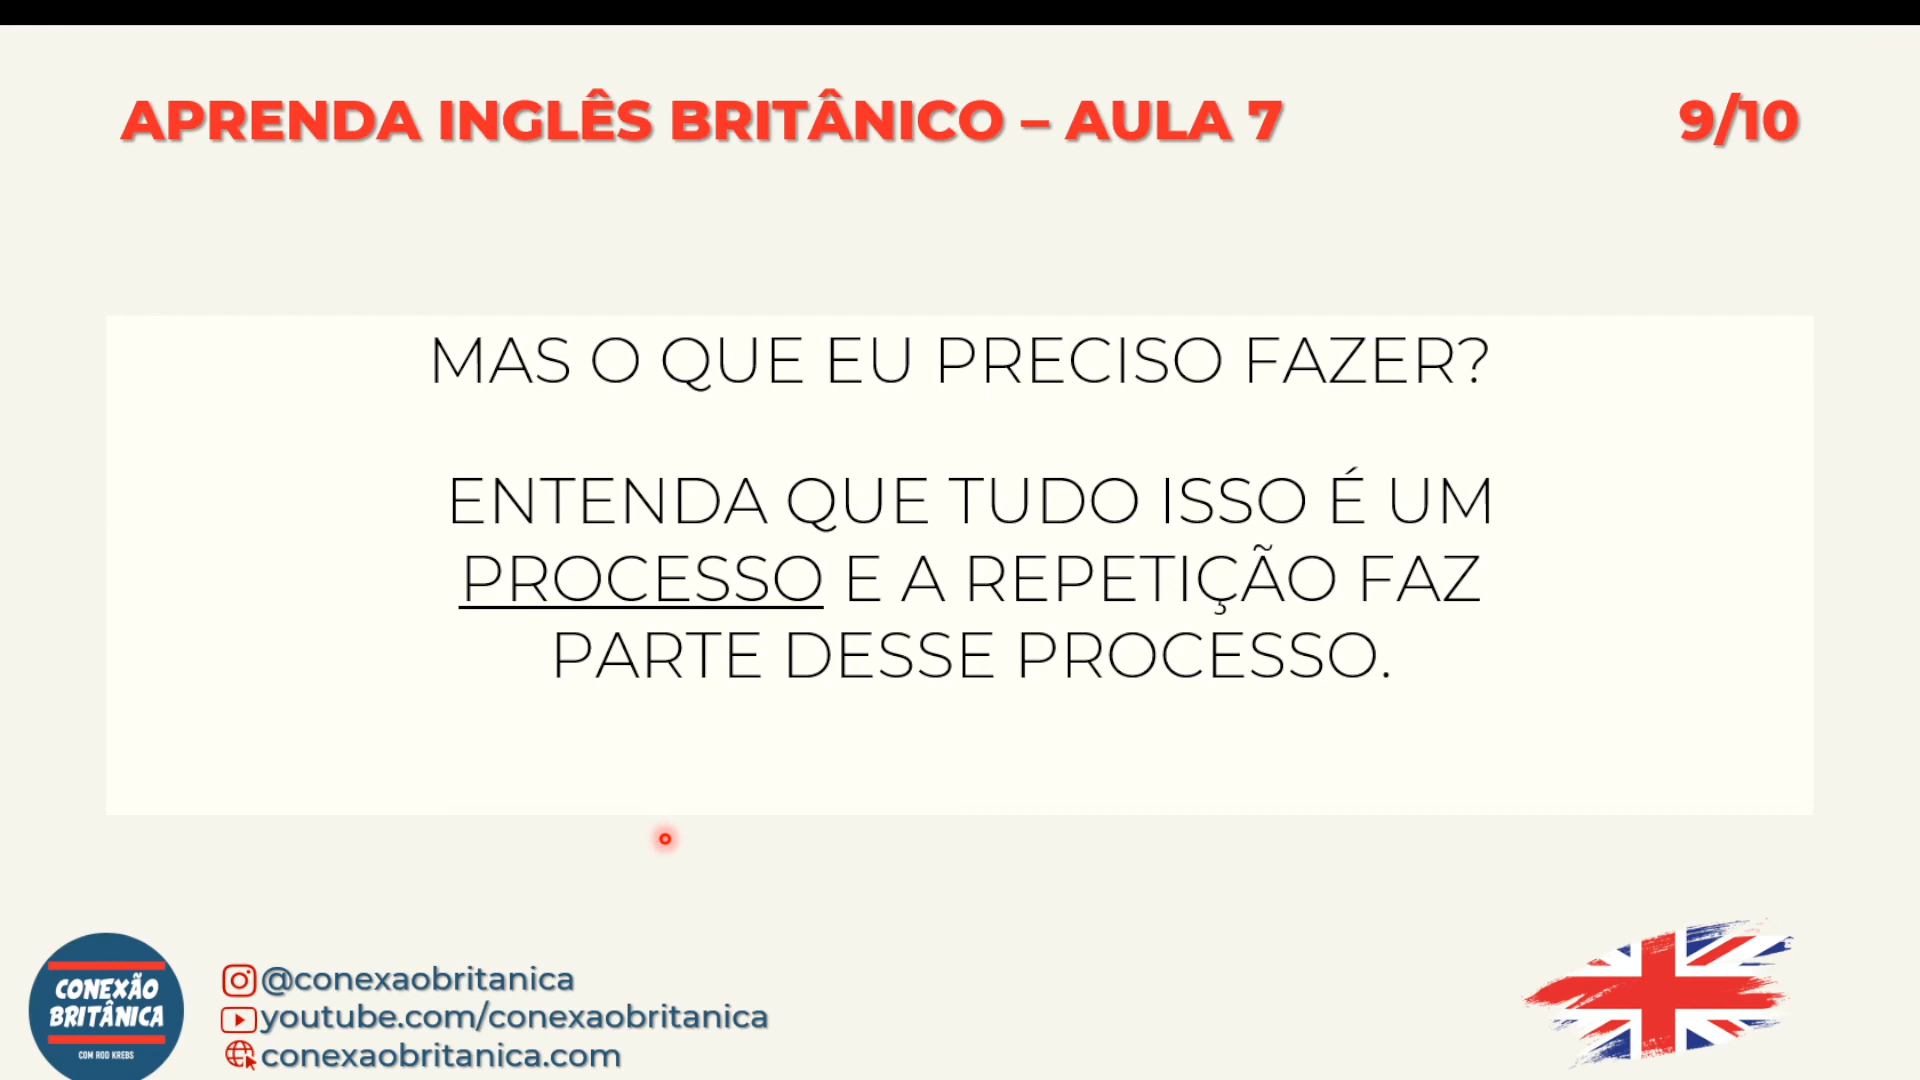 APRENDA INGLÊS BRITÂNICO – AULA 7
9/10
MAS O QUE EU PRECISO FAZER?
ENTENDA QUE TUDO ISSO É UM
PROCESSO E A REPETIÇÃO FAZ
PARTE DESSE PROCESSO.
CONEXÃO
BRITÂNICA
COM ROD KREBS
@conexaobritanica
youtube.com/conexaobritanica
conexaobritanica.com